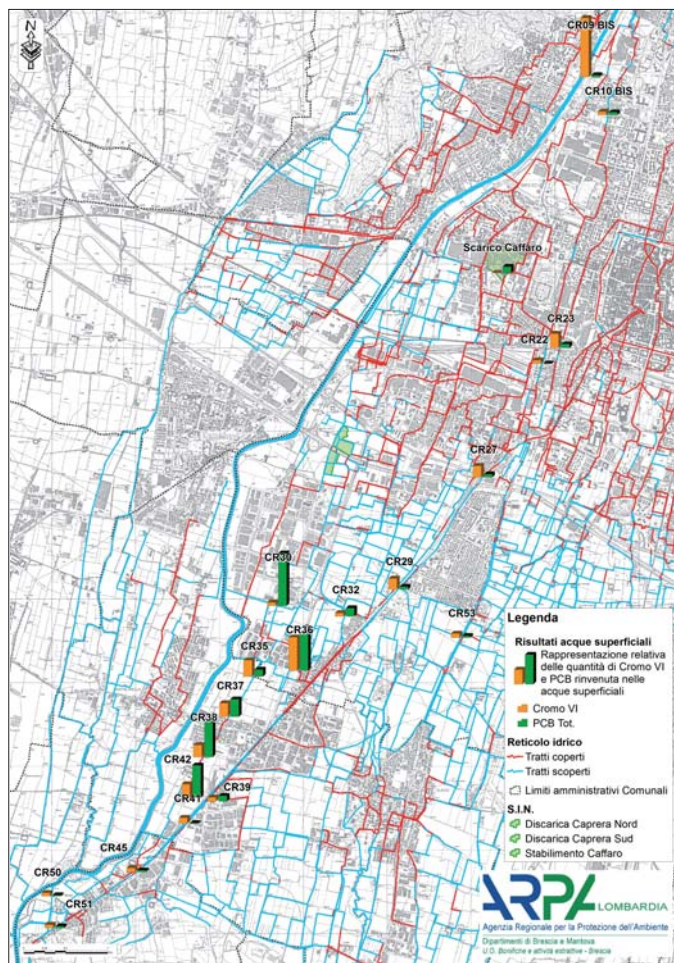 N
CR09 BIS
CR10 BIS
Scarico Caffaro
CR23
CR22
CR27
CR30
CR29
CR32
CR53
CR36
CR35
CR37
CR38
CR42
CR41
CR39
CR45
CR50
CR51
Legenda
Risultati acque superficiali
Rappresentazione relativa
delle quantità di Cromo VI
e PCB rinvenuta nelle
acque superficiali
Cromo VI
PCB Tot.
Reticolo idrico
Tratti coperti
Tratti scoperti
Limiti amministrativi Comunali
S.I.N.
Discarica Caprera Nord
Discarica Caprera Sud
Stabilimento Caffaro
ARPA LOMBARDIA
Agenzia Regionale per la Protezione dell'Ambiente
Dipartimenti di Brescia e Mantova
U.O. Bonifiche e attività estrattive - Brescia